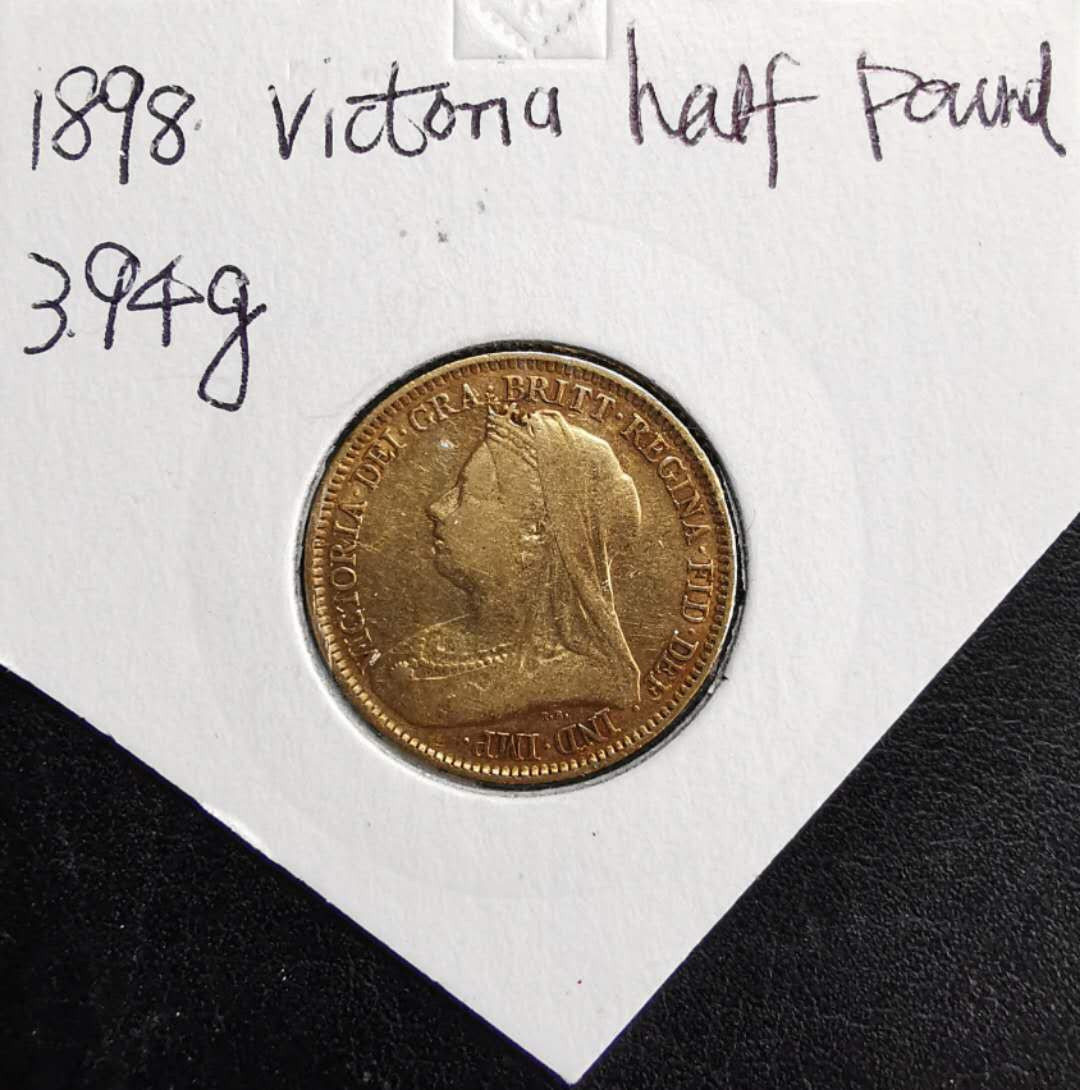 1898 Victoria half Pound
3.94g
VICTORIA·DEI·GRA·BRITT·REGINA·FID·DEF·IND·IMP·
T.B.